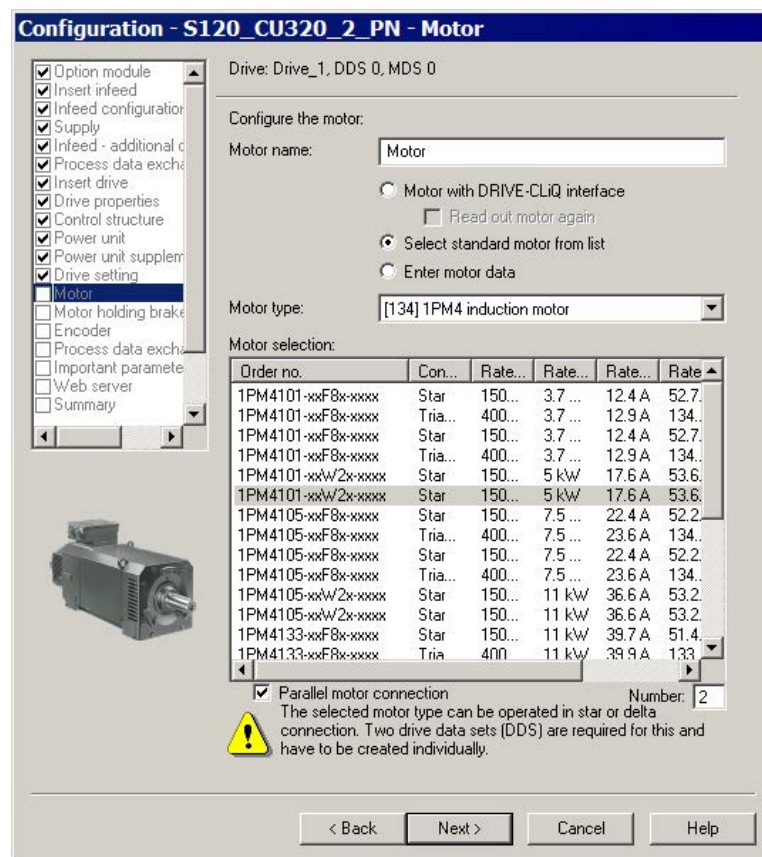 Configuration - S120_CU320_2_PN - Motor
Option module
Insert infeed
Infeed configuration
Supply
Infeed - additional c
Process data excha
Insert drive
Drive properties
Control structure
Power unit
Power unit supplem
Drive setting
Motor
Motor holding brake
Encoder
Process data excha
Important paramete
Web server
Summary
Drive: Drive_1, DDS 0, MDS 0
Configure the motor:
Motor name: Motor
Motor with DRIVE-CLiQ interface
Read out motor again
Select standard motor from list
Enter motor data
Motor type: [134] 1PM4 induction motor
Motor selection:
Order no. Con... Rate... Rate... Rate... Rate
1PM4101-xxF8x-xxxx Star 150... 3.7 ... 12.4 A 52.7.
1PM4101-xxF8x-xxxx Tria... 400... 3.7 ... 12.9 A 134..
1PM4101-xxF8x-xxxx Star 150... 3.7 ... 12.4 A 52.7.
1PM4101-xxF8x-xxxx Tria... 400... 3.7 ... 12.9 A 134..
1PM4101-xxW2x-xxxx Star 150... 5 kW 17.6 A 53.6.
1PM4101-xxW2x-xxxx Star 150... 5 kW 17.6 A 53.6.
1PM4105-xxF8x-xxxx Star 150... 7.5 ... 22.4 A 52.2.
1PM4105-xxF8x-xxxx Tria... 400... 7.5 ... 23.6 A 134..
1PM4105-xxF8x-xxxx Star 150... 7.5 ... 22.4 A 52.2.
1PM4105-xxF8x-xxxx Tria... 400... 7.5 ... 23.6 A 134..
1PM4105-xxW2x-xxxx Star 150... 11 kW 36.6 A 53.2.
1PM4105-xxW2x-xxxx Star 150... 11 kW 36.6 A 53.2.
1PM4133-xxF8x-xxxx Star 150... 11 kW 39.7 A 51.4.
1PM4133-xxF8x-xxxx Tria 400 11 kW 39.9 A 133
Parallel motor connection Number: 2
The selected motor type can be operated in star or delta
connection. Two drive data sets (DDS) are required for this and
have to be created individually.
< Back Next > Cancel Help